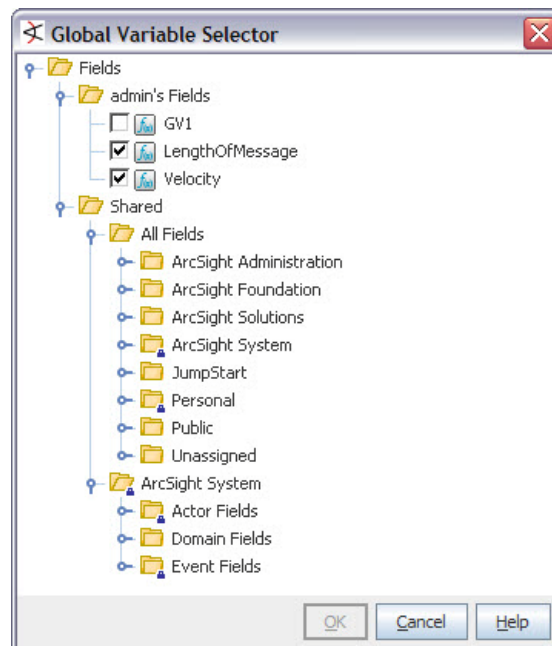 Global Variable Selector
Fields
admin's Fields
GV1
LengthOfMessage
Velocity
Shared
All Fields
ArcSight Administration
ArcSight Foundation
ArcSight Solutions
ArcSight System
JumpStart
Personal
Public
Unassigned
ArcSight System
Actor Fields
Domain Fields
Event Fields
OK Cancel Help